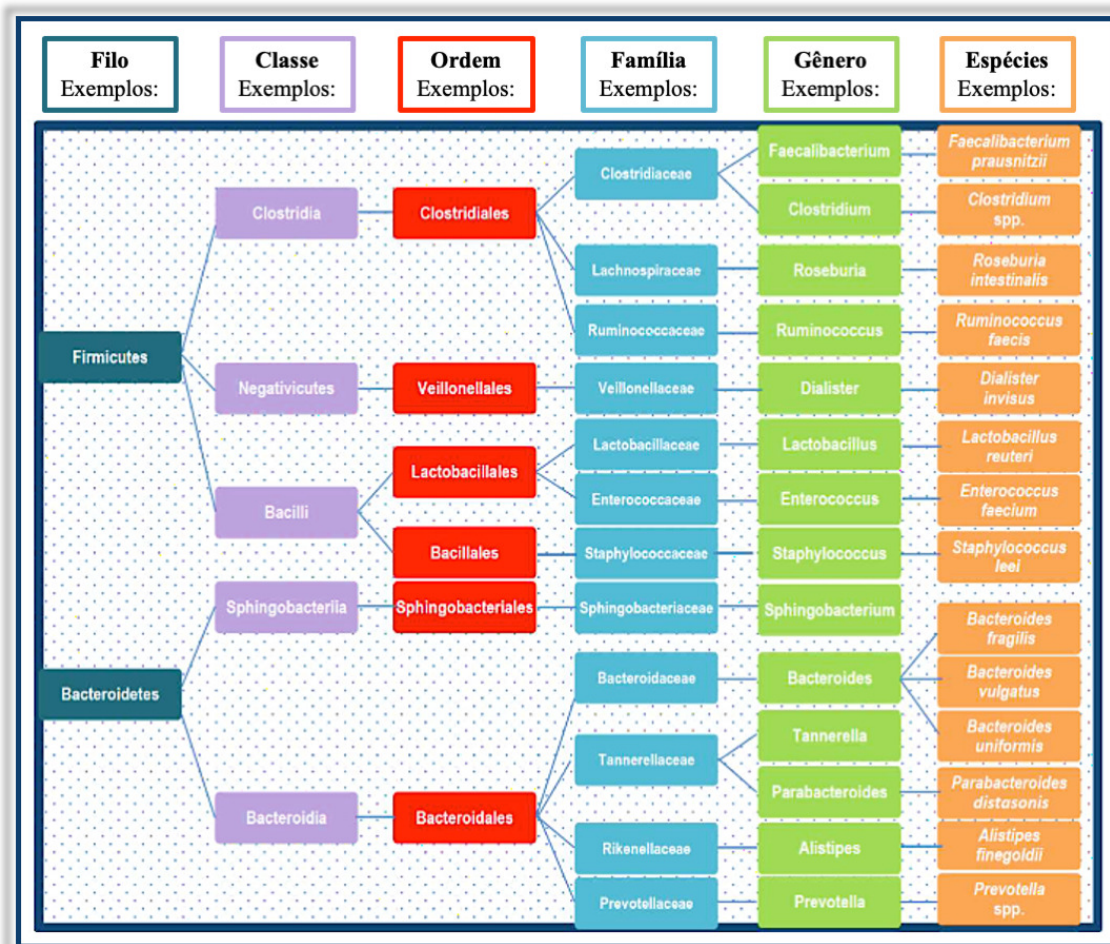 Filo
Exemplos:
Classe
Exemplos:
Ordem
Exemplos:
Família
Exemplos:
Gênero
Exemplos:
Espécies
Exemplos:
Firmicutes
Bacteroidetes
Clostridia
Negativicutes
Bacilli
Sphingobacteriia
Bacteroidia
Clostridiales
Veillonellales
Lactobacillales
Bacillales
Sphingobacteriales
Bacteroidales
Clostridiaceae
Lachnospiraceae
Ruminococcaceae
Veillonellaceae
Lactobacillaceae
Enterococcaceae
Staphylococcaceae
Sphingobacteriaceae
Bacteroidaceae
Tannerellaceae
Rikenellaceae
Prevotellaceae
Faecalibacterium
Clostridium
Roseburia
Ruminococcus
Dialister
Lactobacillus
Enterococcus
Staphylococcus
Sphingobacterium
Bacteroides
Tannerella
Parabacteroides
Alistipes
Prevotella
Faecalibacterium
prausnitzii
Clostridium
spp.
Roseburia
intestinalis
Ruminococcus
faecis
Dialister
invisus
Lactobacillus
reuteri
Enterococcus
faecium
Staphylococcus
leei
Bacteroides
fragilis
Bacteroides
vulgatus
Bacteroides
uniformis
Parabacteroides
distasonis
Alistipes
finegoldii
Prevotella
spp.